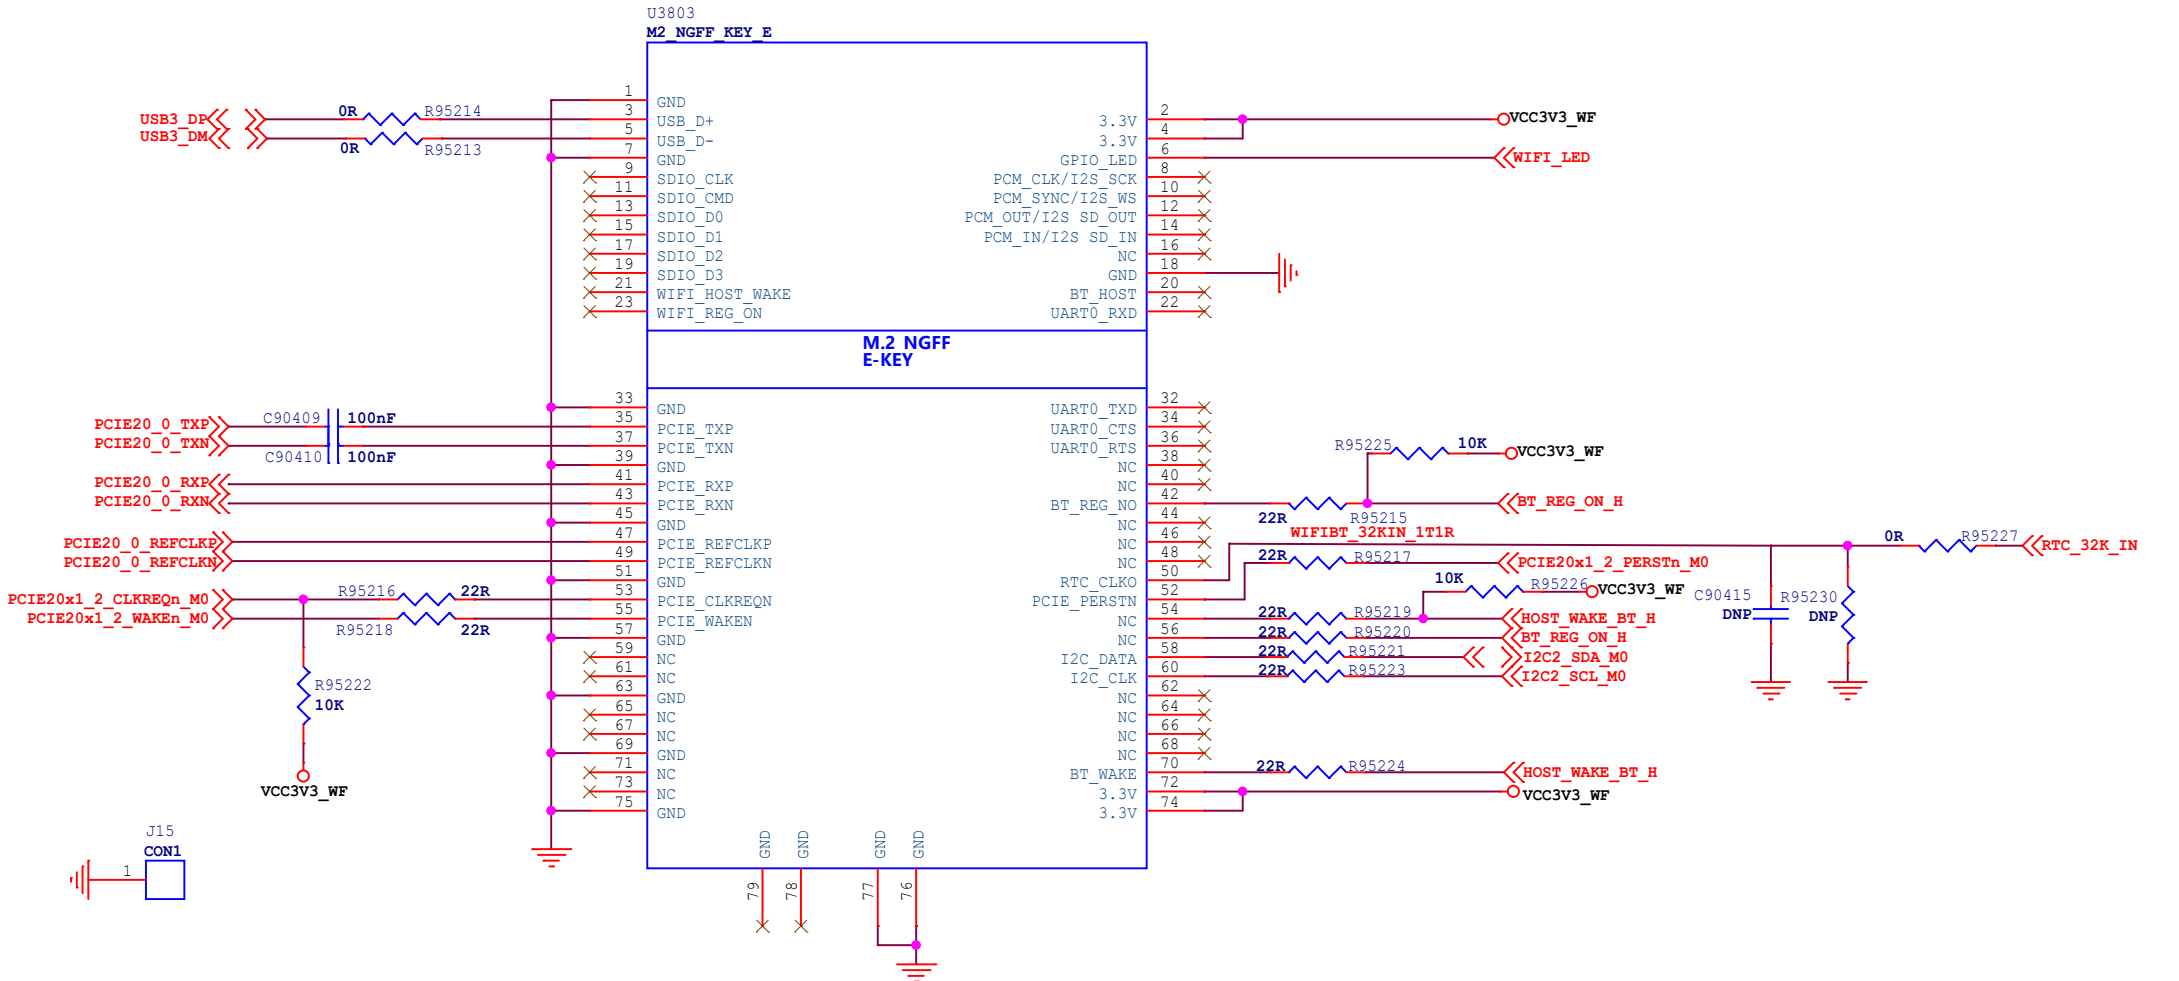 U3803
M2_NGFF_KEY_E
USB3_DP
0R
R95214
USB3_DM
0R
R95213
1
GND
3
USB_D+
5
USB_D-
7
GND
9
SDIO_CLK
11
SDIO_CMD
13
SDIO_D0
15
SDIO_D1
17
SDIO_D2
19
SDIO_D3
21
WIFI_HOST_WAKE
23
WIFI_REG_ON
2
3.3V
VCC3V3_WF
4
3.3V
6
GPIO_LED
WIFI_LED
8
PCM_CLK/I2S_SCK
10
PCM_SYNC/I2S_WS
12
PCM_OUT/I2S SD_OUT
14
PCM_IN/I2S SD_IN
16
NC
18
GND
20
BT_HOST
22
UART0_RXD
M.2 NGFF
E-KEY
PCIE20_0_TXP
C90409
100nF
PCIE20_0_TXN
C90410
100nF
PCIE20_0_RXP
PCIE20_0_RXN
PCIE20_0_REFCLKP
PCIE20_0_REFCLKN
PCIE20x1_2_CLKREQn_M0
R95216
22R
PCIE20x1_2_WAKEn_M0
R95218
22R
R95222
10K
VCC3V3_WF
33
GND
35
PCIE_TXP
37
PCIE_TXN
39
GND
41
PCIE_RXP
43
PCIE_RXN
45
GND
47
PCIE_REFCLKP
49
PCIE_REFCLKN
51
GND
53
PCIE_CLKREQN
55
PCIE_WAKEN
57
GND
59
NC
61
NC
63
GND
65
NC
67
NC
69
GND
71
NC
73
NC
75
GND
32
UART0_TXD
34
UART0_CTS
36
UART0_RTS
38
NC
40
NC
42
BT_REG_NO
44
NC
46
NC
48
NC
50
RTC_CLKO
52
PCIE_PERSTN
54
NC
56
NC
58
I2C_DATA
60
I2C_CLK
62
NC
64
NC
66
NC
68
NC
70
BT_WAKE
72
3.3V
74
3.3V
R95225
10K
VCC3V3_WF
22R
R95215
BT_REG_ON_H
WIFIBT_32KIN_1T1R
0R
R95227
RTC_32K_IN
22R
R95217
PCIE20x1_2_PERSTn_M0
10K
R95226
VCC3V3_WF
22R
R95219
HOST_WAKE_BT_H
22R
R95220
BT_REG_ON_H
22R
R95221
I2C2_SDA_M0
22R
R95223
I2C2_SCL_M0
C90415
DNP
R95230
DNP
22R
R95224
HOST_WAKE_BT_H
VCC3V3_WF
GND
GND
GND
GND
79
78
77
76
J15
CON1
1